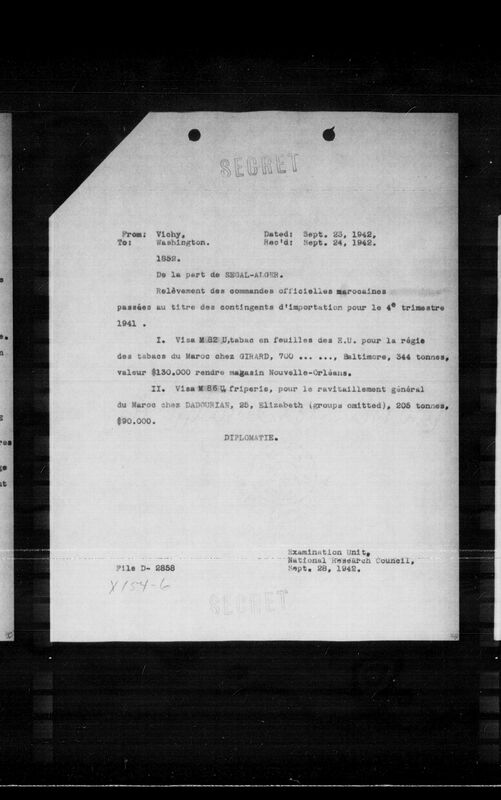 SECRET
From: Vichy, Dated: Sept. 23, 1942,
To: Washington. Rec'd: Sept. 24, 1942.
1852.
De la part de SEGAL-ALGER.
Relèvement des commandes officielles marocaines
passées au titre des contingents d'importation pour le 4e trimestre
1941 .
I. Visa M 82 U,tabac en feuilles des E.U. pour la régie
des tabacs du Maroc chez GIRARD, 700 ... ..., Baltimore, 344 tonnes,
valeur $130.000 rendre magasin Nouvelle-Orléans.
II. Visa M 86 U,friperis, pour le ravitaillement général
du Maroc chez DADOURIAN, 25, Elizabeth (groups omitted), 205 tonnes,
$90.000.
DIPLOMATIE.
Examination Unit,
National Research Council,
File D- 2858 Sept. 28, 1942.
X154-6
SECRET